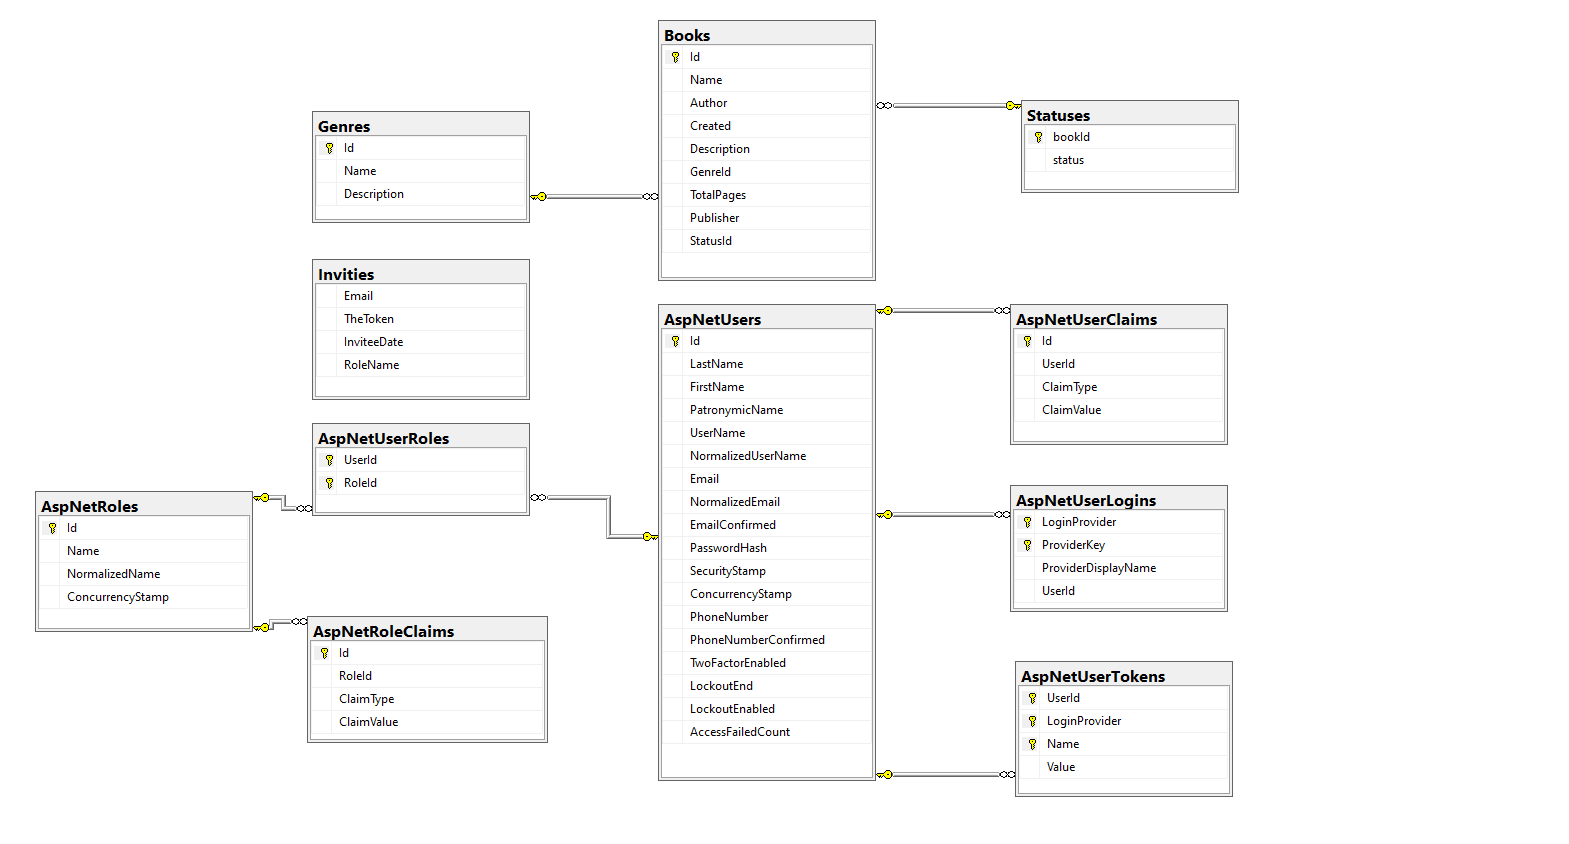 Books
Id
Name
Author
Created
Description
GenreId
TotalPages
Publisher
StatusId
Statuses
bookId
status
Genres
Id
Name
Description
Invities
Email
TheToken
InviteeDate
RoleName
AspNetUsers
Id
LastName
FirstName
PatronymicName
UserName
NormalizedUserName
Email
NormalizedEmail
EmailConfirmed
PasswordHash
SecurityStamp
ConcurrencyStamp
PhoneNumber
PhoneNumberConfirmed
TwoFactorEnabled
LockoutEnd
LockoutEnabled
AccessFailedCount
AspNetUserClaims
Id
UserId
ClaimType
ClaimValue
AspNetUserRoles
UserId
RoleId
AspNetRoles
Id
Name
NormalizedName
ConcurrencyStamp
AspNetUserLogins
LoginProvider
ProviderKey
ProviderDisplayName
UserId
AspNetRoleClaims
Id
RoleId
ClaimType
ClaimValue
AspNetUserTokens
UserId
LoginProvider
Name
Value